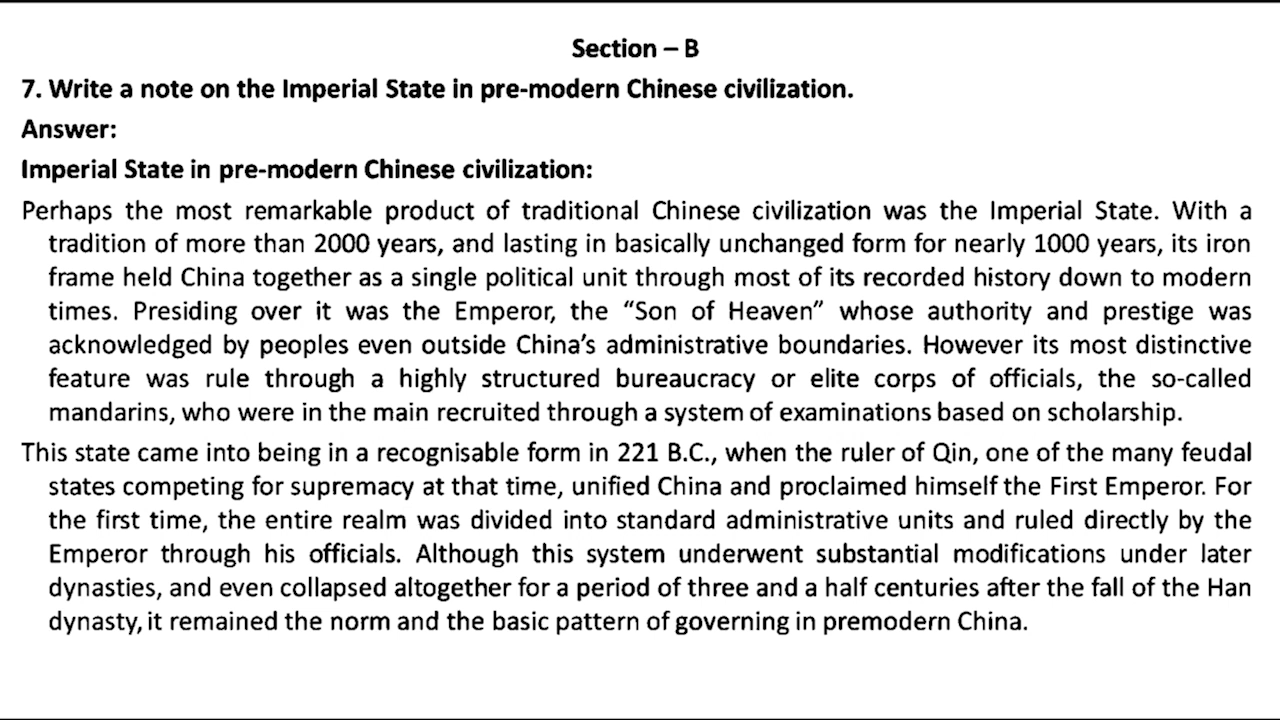 Section – B
7. Write a note on the Imperial State in pre-modern Chinese civilization.
Answer:
Imperial State in pre-modern Chinese civilization:
Perhaps the most remarkable product of traditional Chinese civilization was the Imperial State. With a
tradition of more than 2000 years, and lasting in basically unchanged form for nearly 1000 years, its iron
frame held China together as a single political unit through most of its recorded history down to modern
times. Presiding over it was the Emperor, the “Son of Heaven” whose authority and prestige was
acknowledged by peoples even outside China’s administrative boundaries. However its most distinctive
feature was rule through a highly structured bureaucracy or elite corps of officials, the so-called
mandarins, who were in the main recruited through a system of examinations based on scholarship.
This state came into being in a recognisable form in 221 B.C., when the ruler of Qin, one of the many feudal
states competing for supremacy at that time, unified China and proclaimed himself the First Emperor. For
the first time, the entire realm was divided into standard administrative units and ruled directly by the
Emperor through his officials. Although this system underwent substantial modifications under later
dynasties, and even collapsed altogether for a period of three and a half centuries after the fall of the Han
dynasty, it remained the norm and the basic pattern of governing in premodern China.